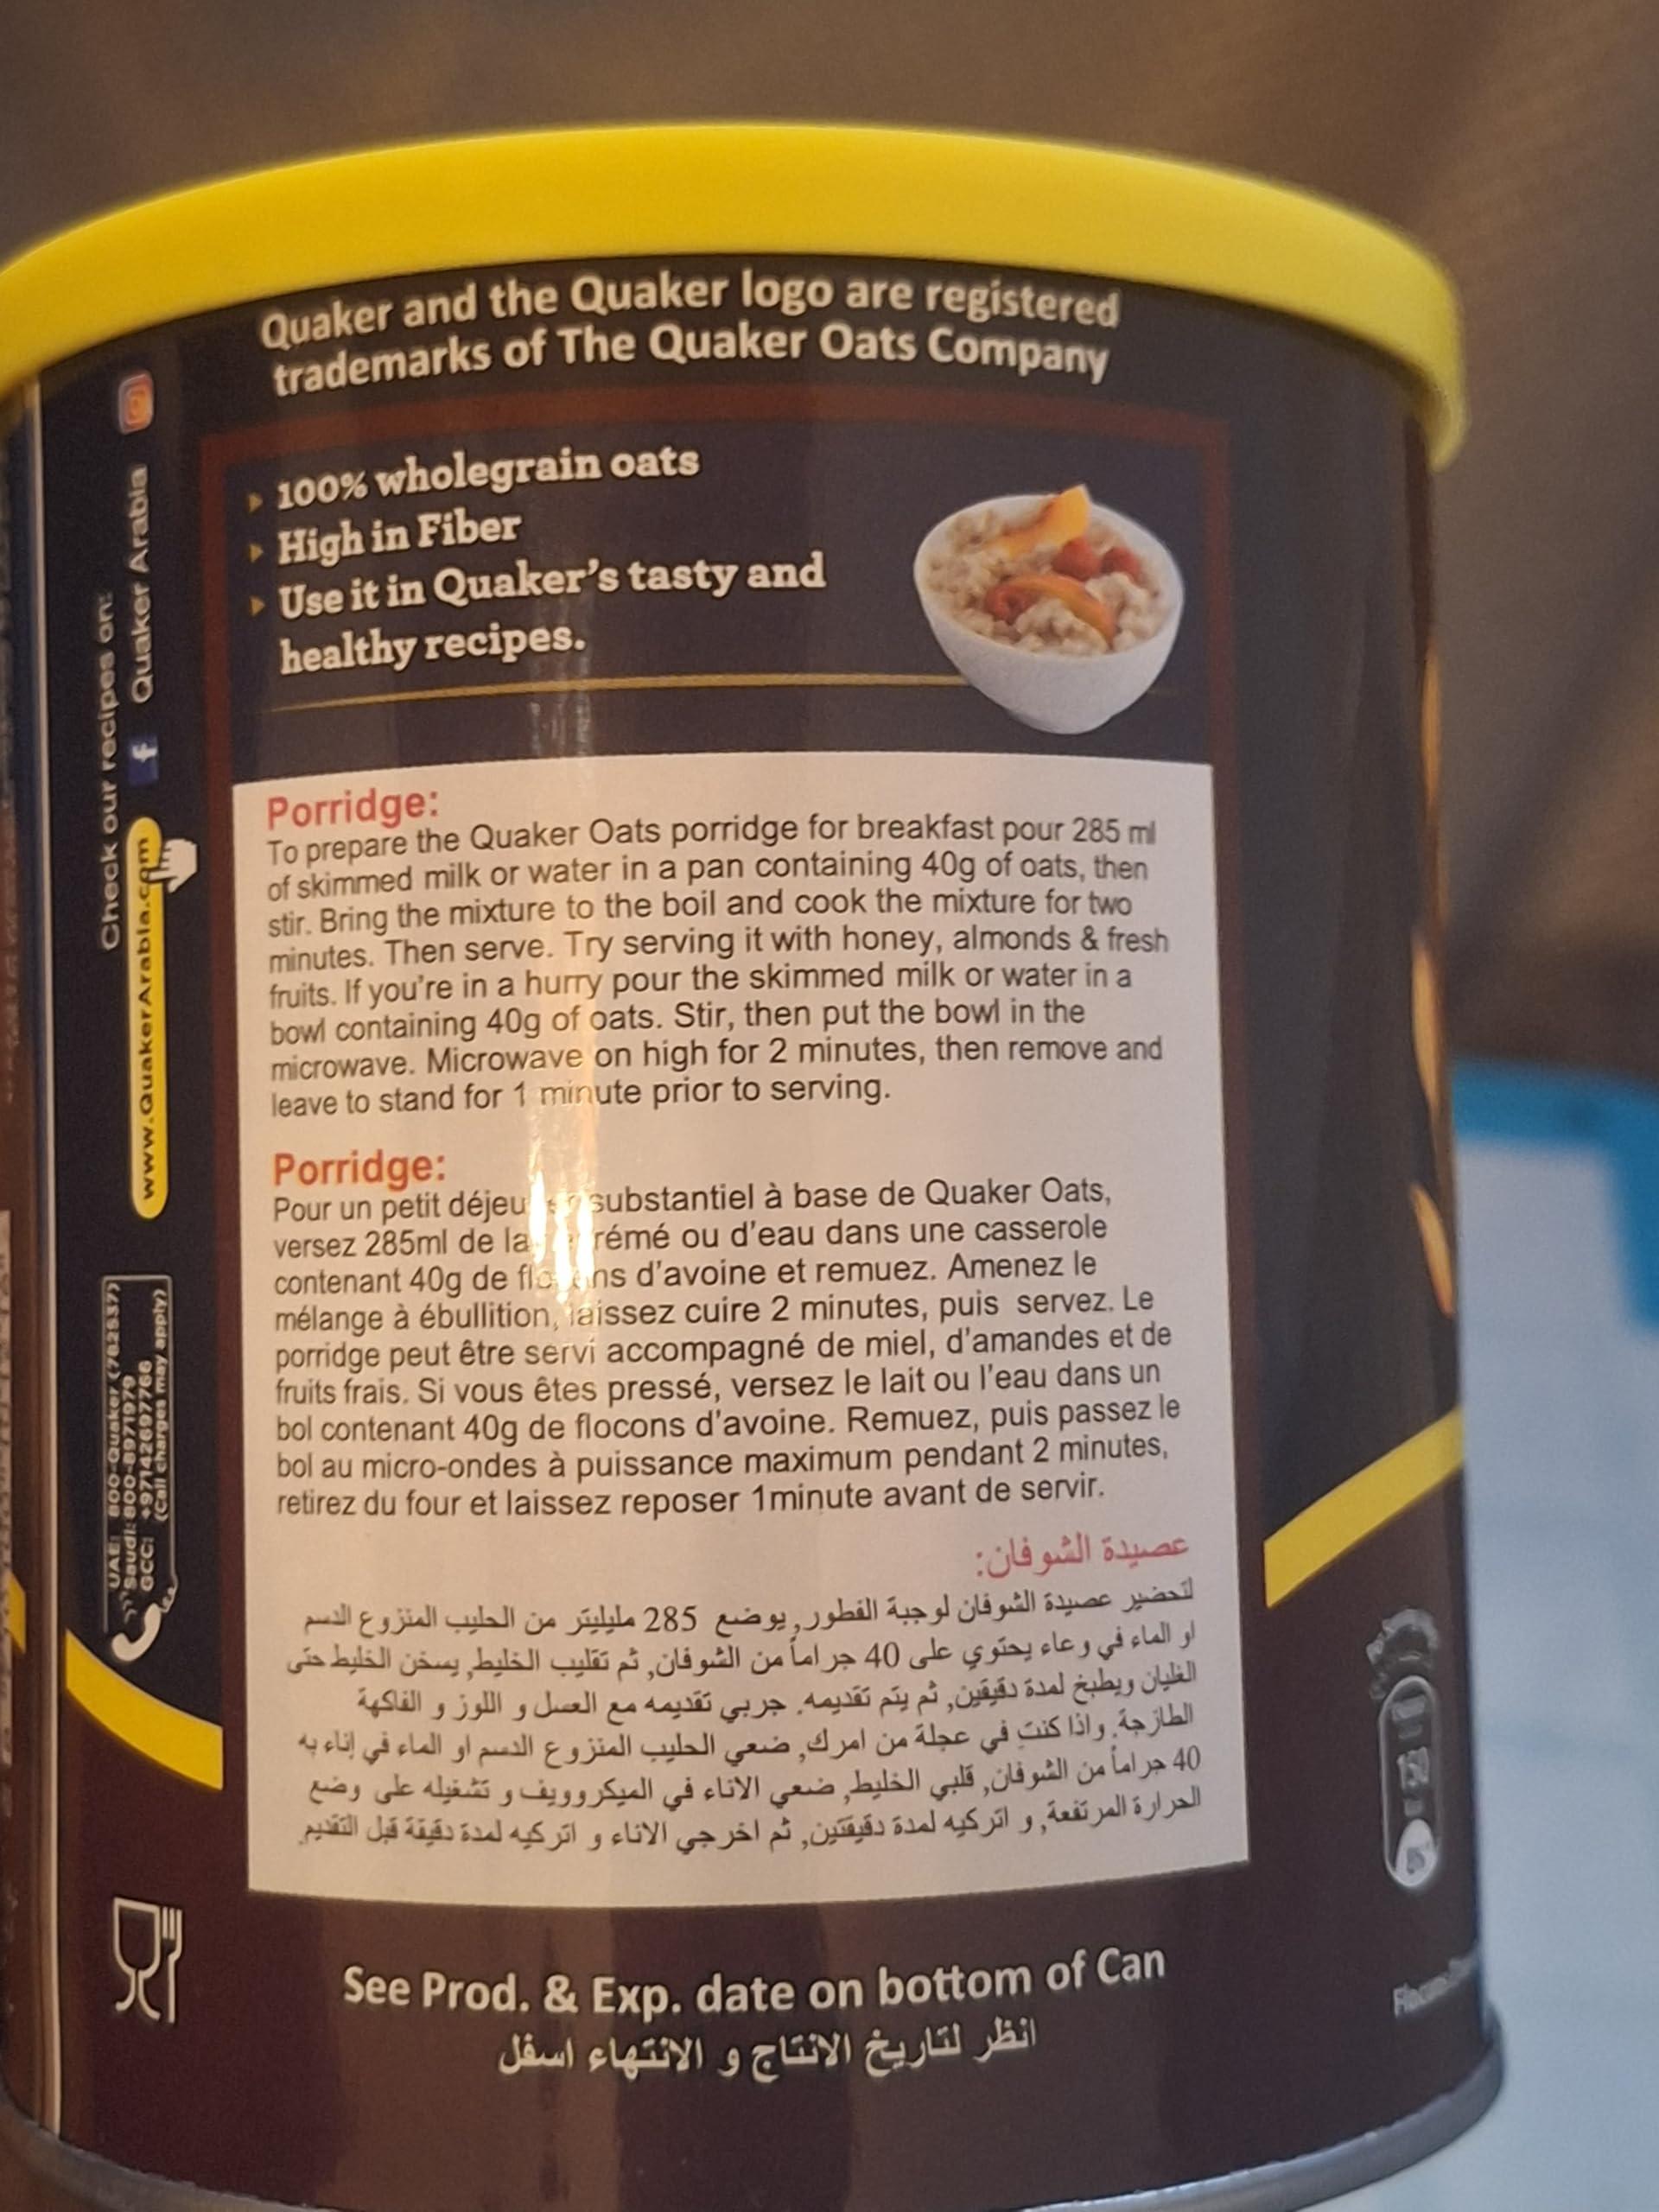 Quaker and the Quaker logo are registered
trademarks of The Quaker Oats Company
100% wholegrain oats
High in Fiber
Use it in Quaker's tasty and
healthy recipes.
Porridge:
To prepare the Quaker Oats porridge for breakfast pour 285 ml
of skimmed milk or water in a pan containing 40g of oats, then
stir. Bring the mixture to the boil and cook the mixture for two
minutes. Then serve. Try serving it with honey, almonds & fresh
fruits. If you're in a hurry pour the skimmed milk or water in a
bowl containing 40g of oats. Stir, then put the bowl in the
microwave. Microwave on high for 2 minutes, then remove and
leave to stand for 1 minute prior to serving.
Porridge:
Pour un petit substantiel à base de Quaker Oats,
versez 285ml de ou d'eau dans une casserole
contenant 40g de d'avoine et remuez. Amenez le
mélange à ébullition, laissez cuire 2 minutes, puis servez. Le
porridge peut être servi accompagné de miel, d'amandes et de
fruits frais. Si vous êtes pressé, versez le lait ou l'eau dans un
bol contenant 40g de flocons d'avoine. Remuez, puis passez le
bol au micro-ondes à puissance maximum pendant 2 minutes,
retirez du four et laissez reposer 1minute avant de servir.
عصيدة الشوفان:
لتحضير عصيدة الشوفان لوجبة الفطور, يوضع 285 مليليتر من الحليب المنزوع الدسم
او الماء في وعاء يحتوي على 40 جراماً من الشوفان, ثم تقليب الخليط, يسخن الخليط حتى
الغليان ويطبخ لمدة دقيقين, ثم يتم تقديمه. جربي تقديمه مع العسل و اللوز و الفاكهة
الطازجة. واذا كنت في عجلة من امرك, ضعي الحليب المنزوع الدسم او الماء في إناء به
40 جراماً من الشوفان, قلبي الخليط, ضعي الاناء في الميكروويف و تشغيله على وضع
الحرارة المرتفعة, و اتركيه لمدة دقيقتين, ثم اخرجي الاناء و اتركيه لمدة دقيقة قبل التقديم
See Prod. & Exp. date on bottom of Can
انظر لتاريخ الانتاج و الانتهاء اسفل
Check our recipes on:
www.QuakerArabia.com f Quaker Arabia
UAE: 800-Quaker (782537)
Saudi: 800-8971979
GCC: +97142697766
(Call charges may apply)